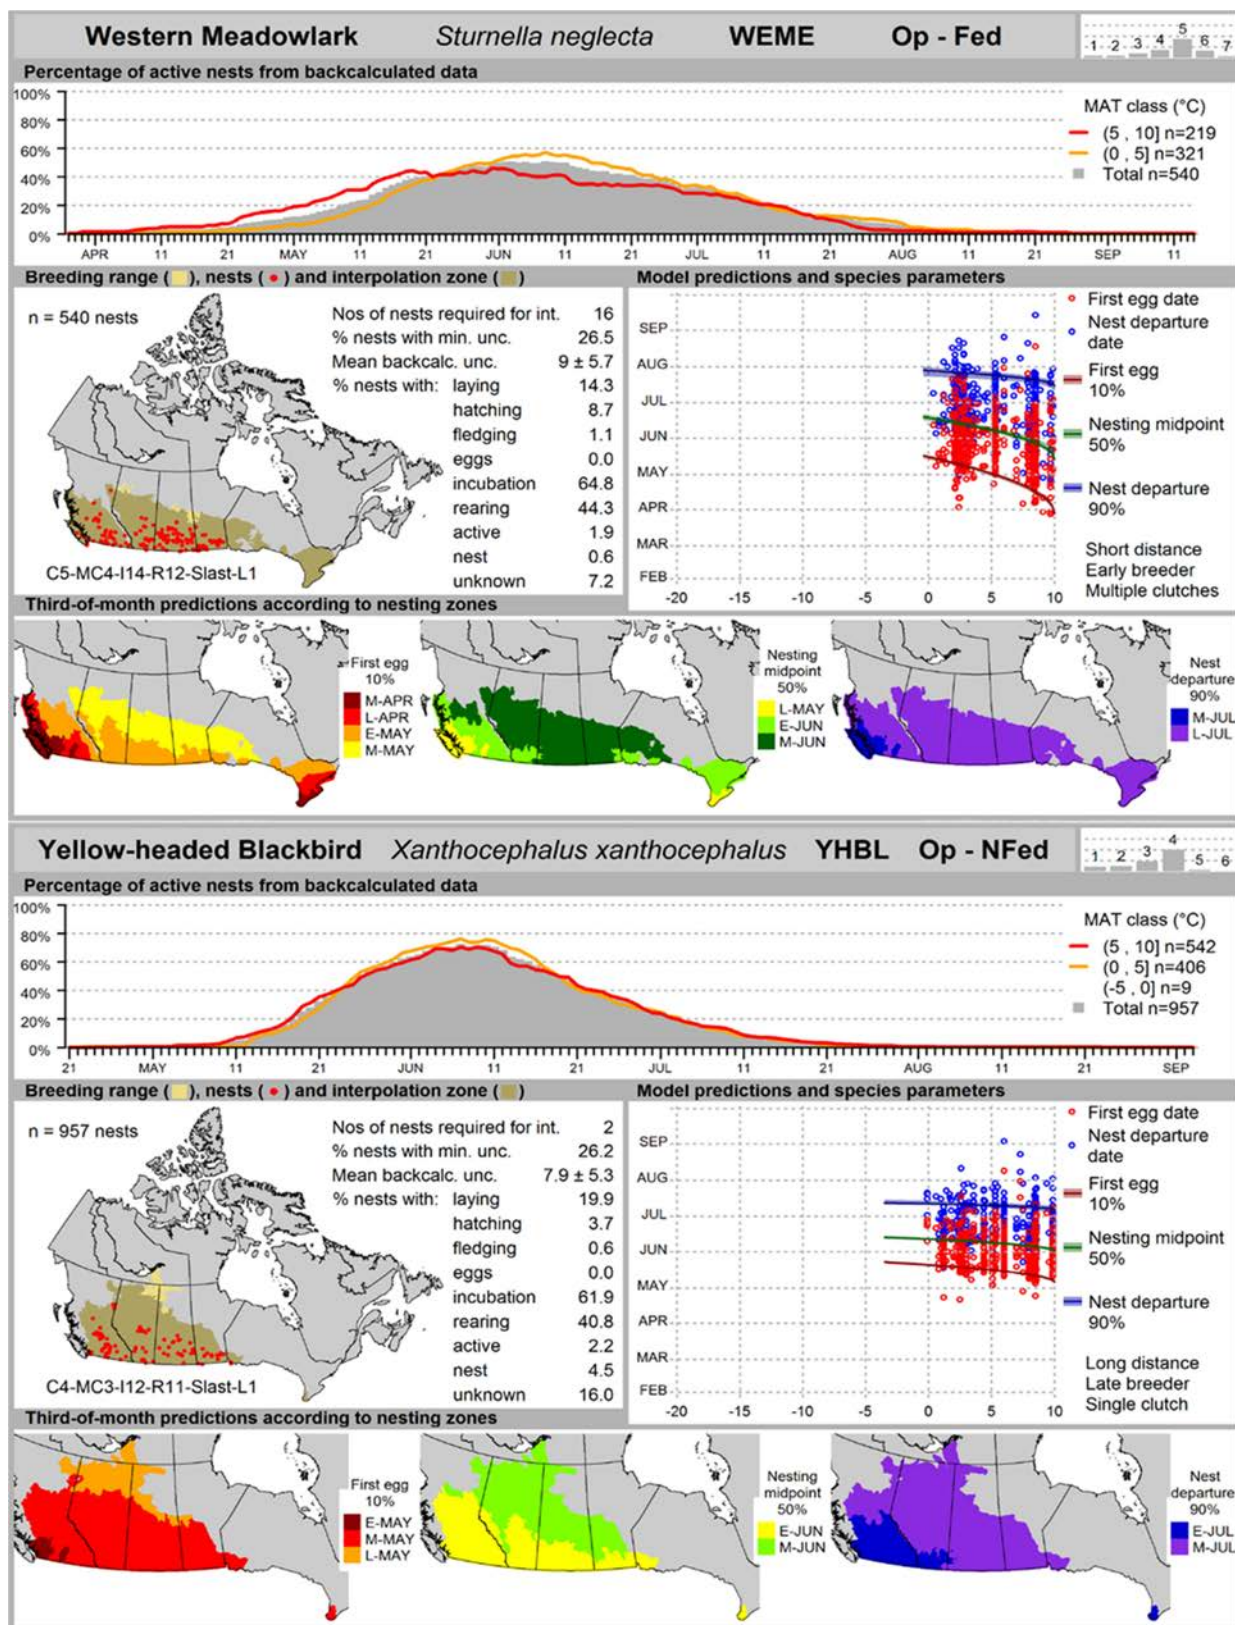 Western Meadowlark Sturnella neglecta WEME Op - Fed
1 2 3 4 5 6 7
Percentage of active nests from backcalculated data
100%
80%
60%
40%
20%
0%
APR 11 21 MAY 11 21 JUN 11 21 JUL 11 21 AUG 11 21 SEP 11
MAT class (°C)
(5 , 10] n=219
(0 , 5] n=321
Total n=540
Breeding range ( ), nests ( ) and interpolation zone ( )
n = 540 nests
Nos of nests required for int. 16
% nests with min. unc. 26.5
Mean backcalc. unc. 9 ± 5.7
% nests with: laying 14.3
hatching 8.7
fledging 1.1
eggs 0.0
incubation 64.8
rearing 44.3
active 1.9
nest 0.6
unknown 7.2
C5-MC4-I14-R12-Slast-L1
Model predictions and species parameters
SEP
AUG
JUL
JUN
MAY
APR
MAR
FEB
-20 -15 -10 -5 0 5 10
First egg date
Nest departure
date
First egg
10%
Nesting midpoint
50%
Nest departure
90%
Short distance
Early breeder
Multiple clutches
Third-of-month predictions according to nesting zones
First egg
10%
M-APR
L-APR
E-MAY
M-MAY
Nesting
midpoint
50%
L-MAY
E-JUN
M-JUN
Nest
departure
90%
M-JUL
L-JUL
Yellow-headed Blackbird Xanthocephalus xanthocephalus YHBL Op - NFed
1 2 3 4 5 6
Percentage of active nests from backcalculated data
100%
80%
60%
40%
20%
0%
21 MAY 11 21 JUN 11 21 JUL 11 21 AUG 11 21 SEP
MAT class (°C)
(5 , 10] n=542
(0 , 5] n=406
(-5 , 0] n=9
Total n=957
Breeding range ( ), nests ( ) and interpolation zone ( )
n = 957 nests
Nos of nests required for int. 2
% nests with min. unc. 26.2
Mean backcalc. unc. 7.9 ± 5.3
% nests with: laying 19.9
hatching 3.7
fledging 0.6
eggs 0.0
incubation 61.9
rearing 40.8
active 2.2
nest 4.5
unknown 16.0
C4-MC3-I12-R11-Slast-L1
Model predictions and species parameters
SEP
AUG
JUL
JUN
MAY
APR
MAR
FEB
-20 -15 -10 -5 0 5 10
First egg date
Nest departure
date
First egg
10%
Nesting midpoint
50%
Nest departure
90%
Long distance
Late breeder
Single clutch
Third-of-month predictions according to nesting zones
First egg
10%
E-MAY
M-MAY
L-MAY
Nesting
midpoint
50%
E-JUN
M-JUN
Nest
departure
90%
E-JUL
M-JUL